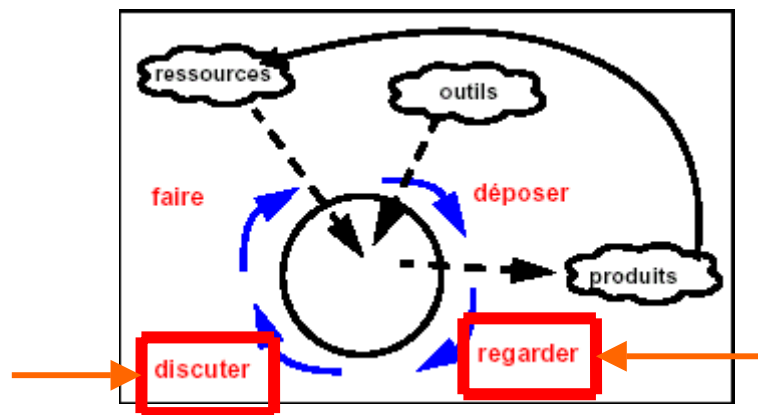 ressources
outils
faire
déposer
produits
discuter
regarder